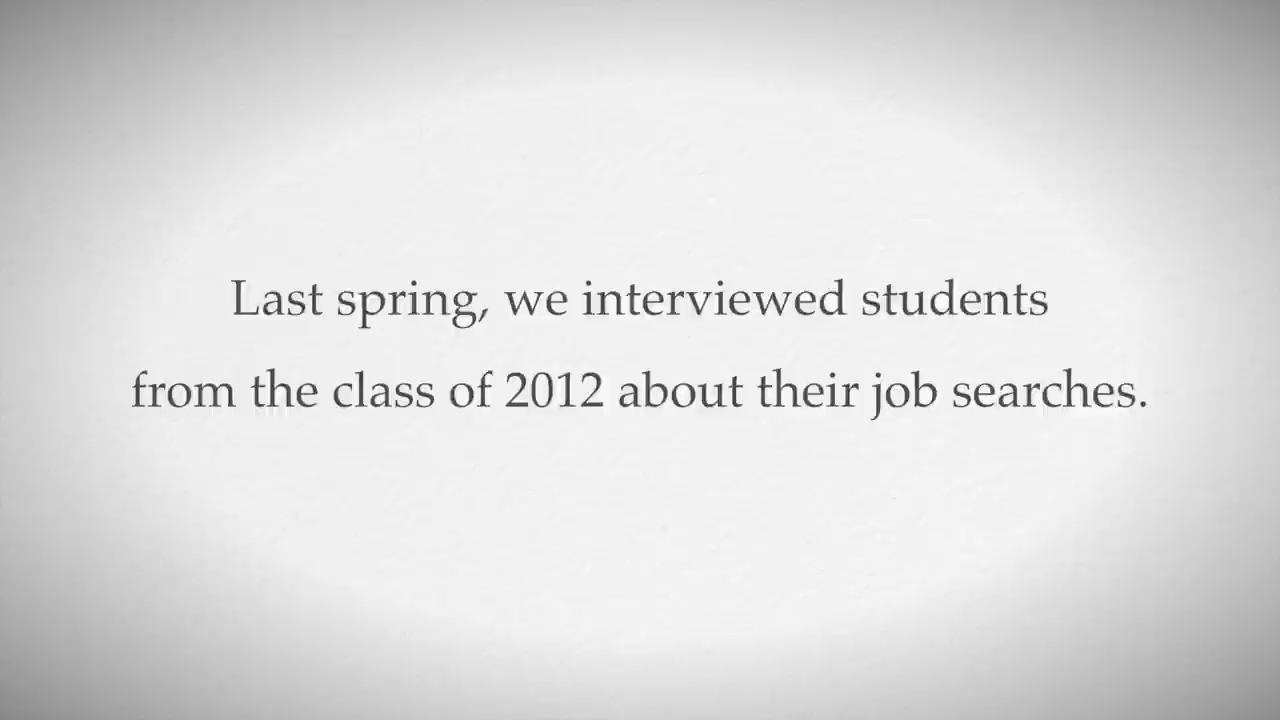 Last spring, we interviewed students
from the class of 2012 about their job searches.